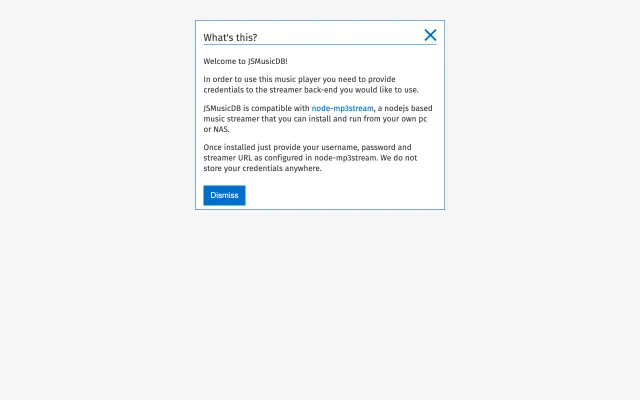 What's this?
Welcome to JSMusicDB!
In order to use this music player you need to provide
credentials to the streamer back-end you would like to use.
JSMusicDB is compatible with node-mp3stream, a nodejs based
music streamer that you can install and run from your own pc
or NAS.
Once installed just provide your username, password and
streamer URL as configured in node-mp3stream. We do not
store your credentials anywhere.
Dismiss